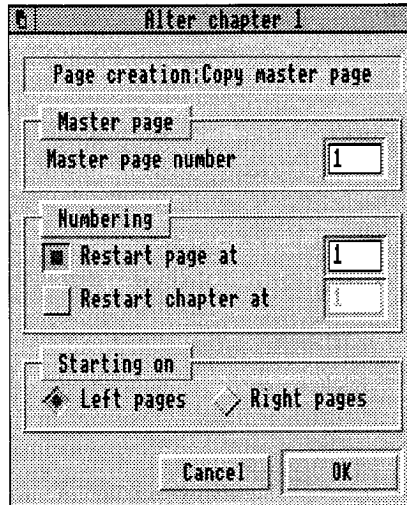 Alter chapter 1
Page creation:Copy master page
Master page
Master page number 1
Numbering
Restart page at 1
Restart chapter at 1
Starting on
Left pages Right pages
Cancel OK